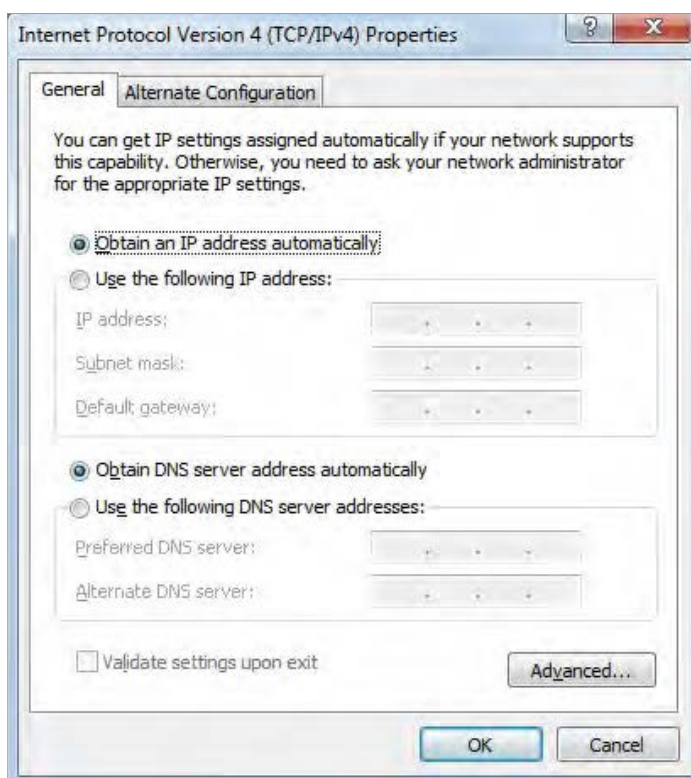 Internet Protocol Version 4 (TCP/IPv4) Properties
?
X
General
Alternate Configuration
You can get IP settings assigned automatically if your network supports
this capability. Otherwise, you need to ask your network administrator
for the appropriate IP settings.
Obtain an IP address automatically
Use the following IP address:
IP address: . . .
Subnet mask: . . .
Default gateway: . . .
Obtain DNS server address automatically
Use the following DNS server addresses:
Preferred DNS server: . . .
Alternate DNS server: . . .
Validate settings upon exit
Advanced...
OK
Cancel